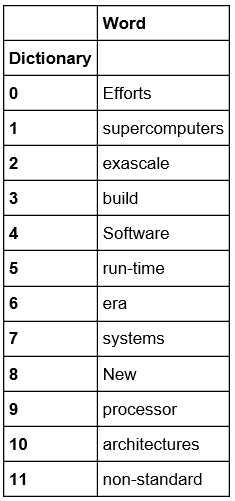 Word
Dictionary
0 Efforts
1 supercomputers
2 exascale
3 build
4 Software
5 run-time
6 era
7 systems
8 New
9 processor
10 architectures
11 non-standard